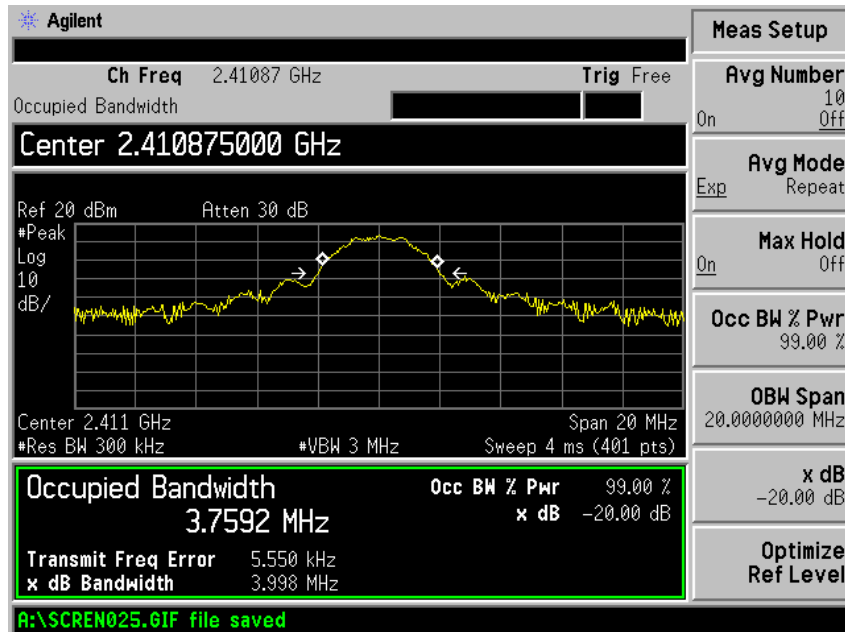 Agilent
Ch Freq 2.41087 GHz Trig Free
Occupied Bandwidth
Center 2.410875000 GHz
Ref 20 dBm Atten 30 dB
#Peak
Log
10
dB/
Center 2.411 GHz Span 20 MHz
#Res BW 300 kHz #VBW 3 MHz Sweep 4 ms (401 pts)
Occupied Bandwidth
3.7592 MHz
Occ BW % Pwr 99.00 %
x dB -20.00 dB
Transmit Freq Error 5.550 kHz
x dB Bandwidth 3.998 MHz
A:\SCREN025.GIF file saved
Meas Setup
Avg Number
10
On Off
Avg Mode
Exp Repeat
Max Hold
On Off
Occ BW % Pwr
99.00 %
OBW Span
20.0000000 MHz
x dB
-20.00 dB
Optimize
Ref Level